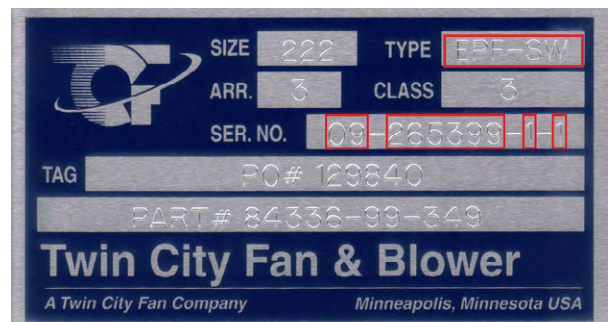 SIZE 222 TYPE EPF-SW
ARR. 3 CLASS 3
SER. NO. 09-265399-1-1
TAG PO# 129840
PART# 84336-99-349
Twin City Fan & Blower
A Twin City Fan Company Minneapolis, Minnesota USA